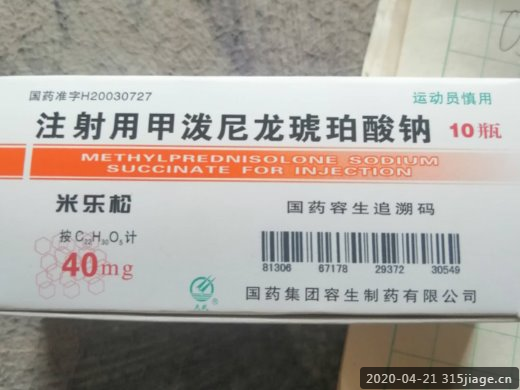 国药准字H20030727
运动员慎用
注射用甲泼尼龙琥珀酸钠 10瓶
METHYLPREDNISOLONE SODIUM
SUCCINATE FOR INJECTION
米乐松
国药容生追溯码
按C₂₂H₃₀O₅计
40mg
81306 67178 29372 30549
国药集团容生制药有限公司
2020-04-21 315jiage.cn